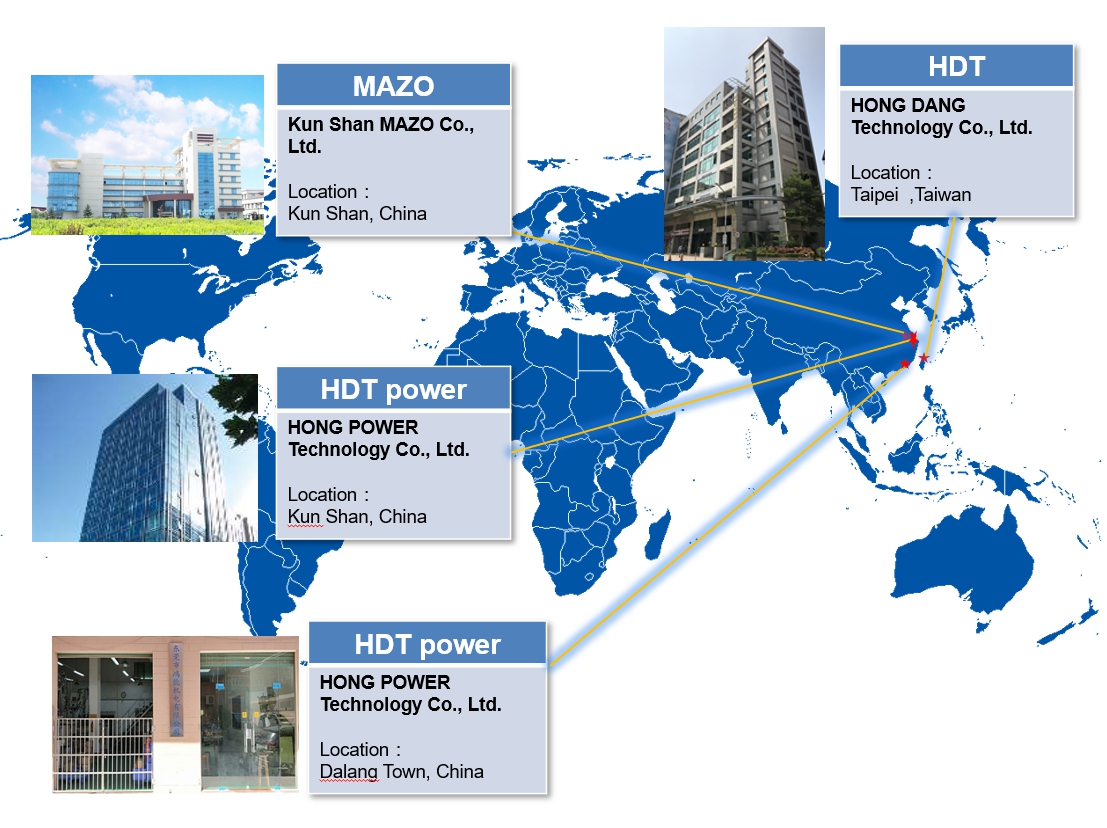 MAZO
Kun Shan MAZO Co.,
Ltd.
Location：
Kun Shan, China
HDT
HONG DANG
Technology Co., Ltd.
Location：
Taipei ,Taiwan
HDT power
HONG POWER
Technology Co., Ltd.
Location：
Kun Shan, China
HDT power
HONG POWER
Technology Co., Ltd.
Location：
Dalang Town, China